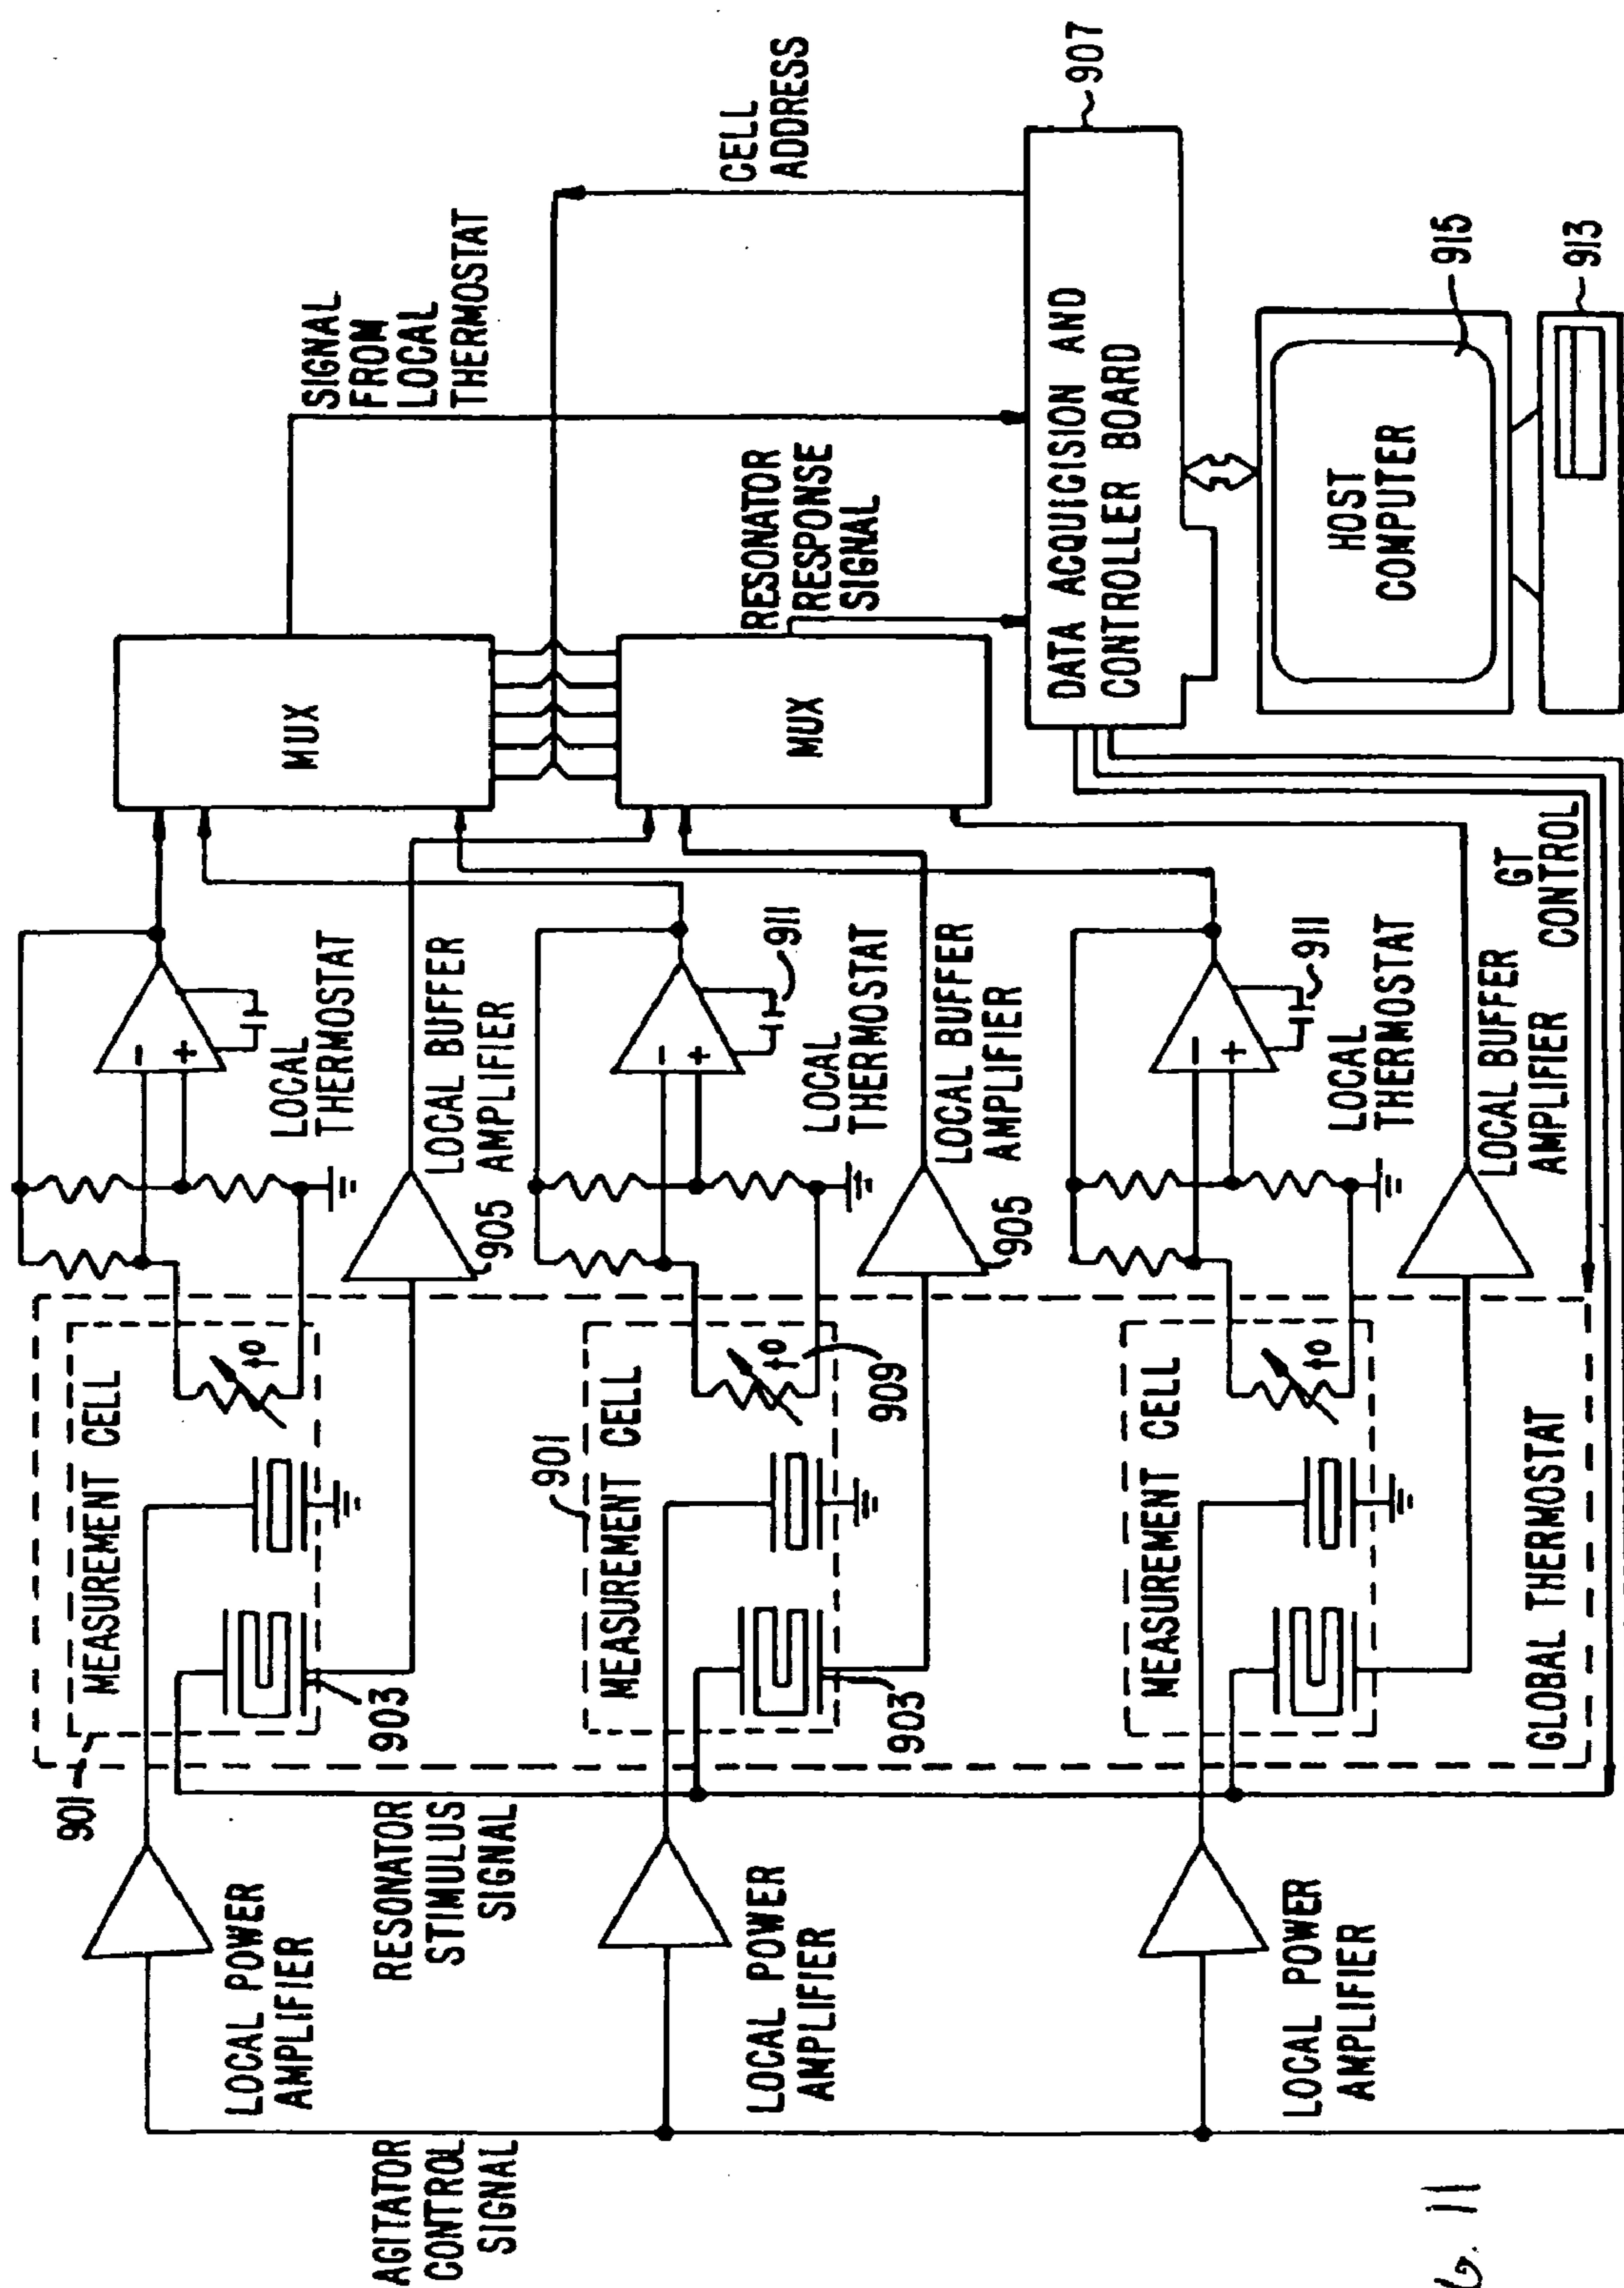 901
MEASUREMENT CELL
t0
903
LOCAL POWER
AMPLIFIER
LOCAL
THERMOSTAT
905
LOCAL BUFFER
AMPLIFIER
MUX
SIGNAL
FROM
LOCAL
THERMOSTAT
AGITATOR
CONTROL
SIGNAL
RESONATOR
STIMULUS
SIGNAL
901
MEASUREMENT CELL
t0
909
903
LOCAL POWER
AMPLIFIER
911
LOCAL
THERMOSTAT
905
LOCAL BUFFER
AMPLIFIER
MUX
RESONATOR
RESPONSE
SIGNAL
CELL
ADDRESS
907
DATA ACQUICISION AND
CONTROLLER BOARD
MEASUREMENT CELL
t0
LOCAL POWER
AMPLIFIER
911
LOCAL
THERMOSTAT
LOCAL BUFFER
AMPLIFIER
GT
CONTROL
GLOBAL THERMOSTAT
HOST
COMPUTER
915
913
G. 11